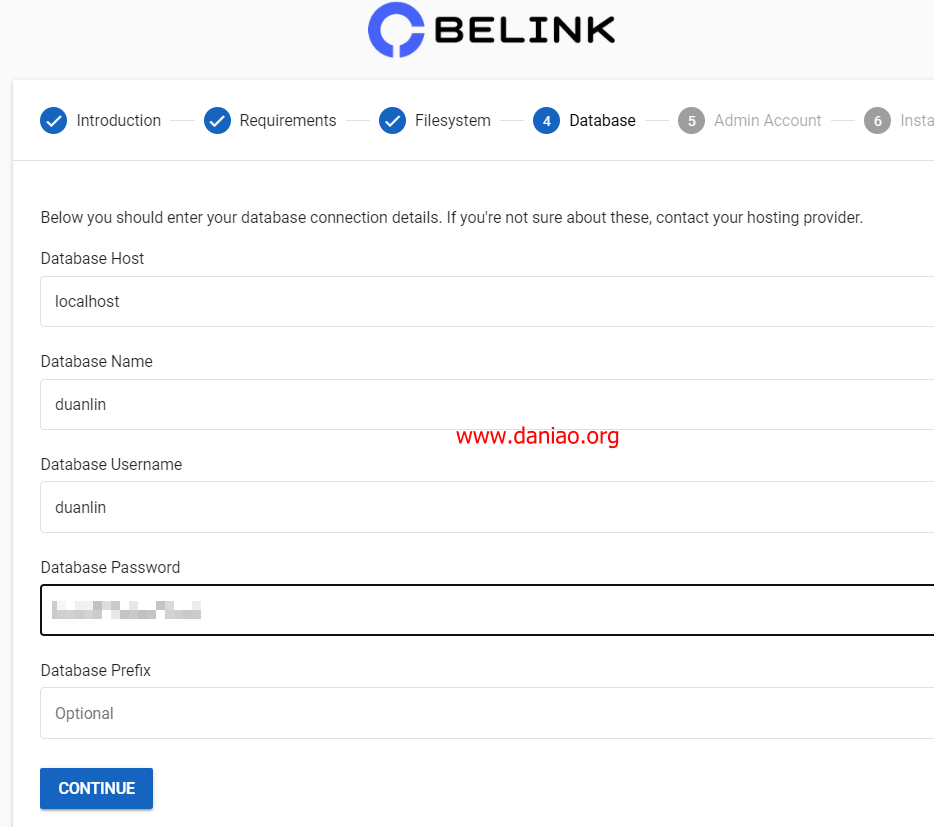 BELINK
Introduction Requirements Filesystem 4 Database 5 Admin Account 6 Insta
Below you should enter your database connection details. If you're not sure about these, contact your hosting provider.
Database Host
localhost
Database Name
duanlin
www.daniao.org
Database Username
duanlin
Database Password
Database Prefix
Optional
CONTINUE